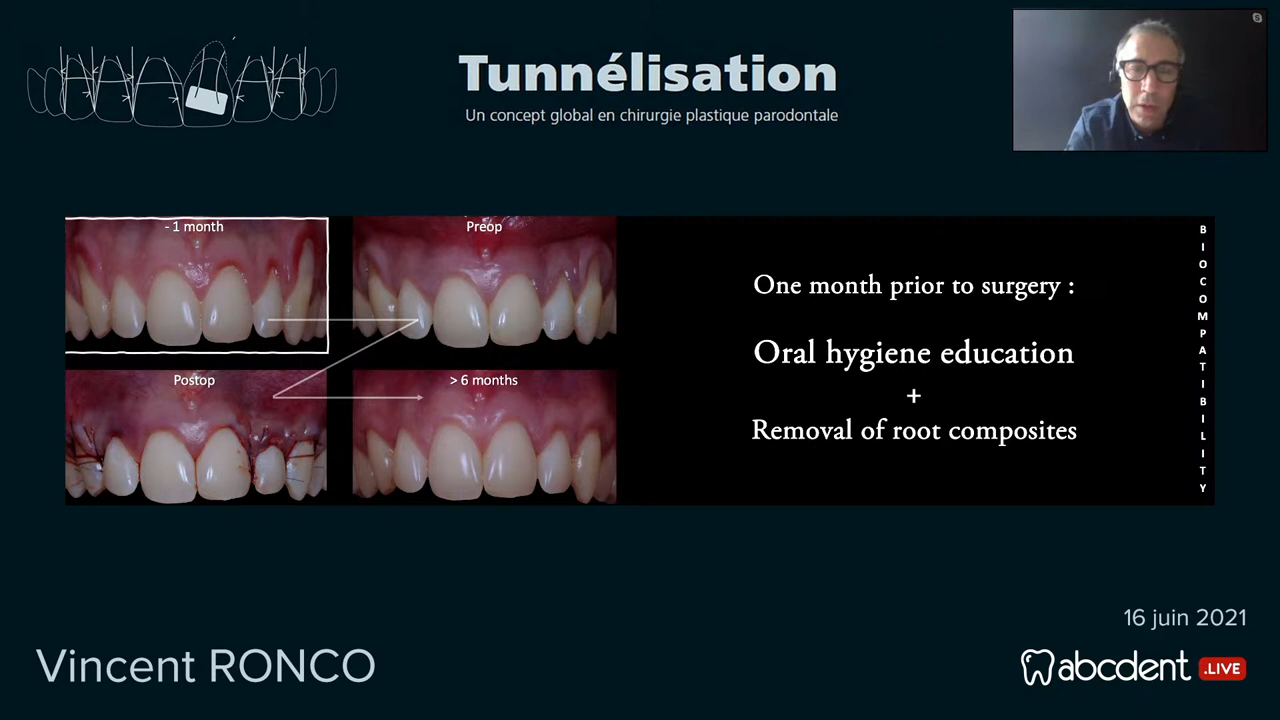 Tunnélisation
Un concept global en chirurgie plastique parodontale
- 1 month
Preop
Postop
> 6 months
One month prior to surgery :
Oral hygiene education
+
Removal of root composites
BIOCOMPATIBILITY
16 juin 2021
Vincent RONCO
abcdent .LIVE